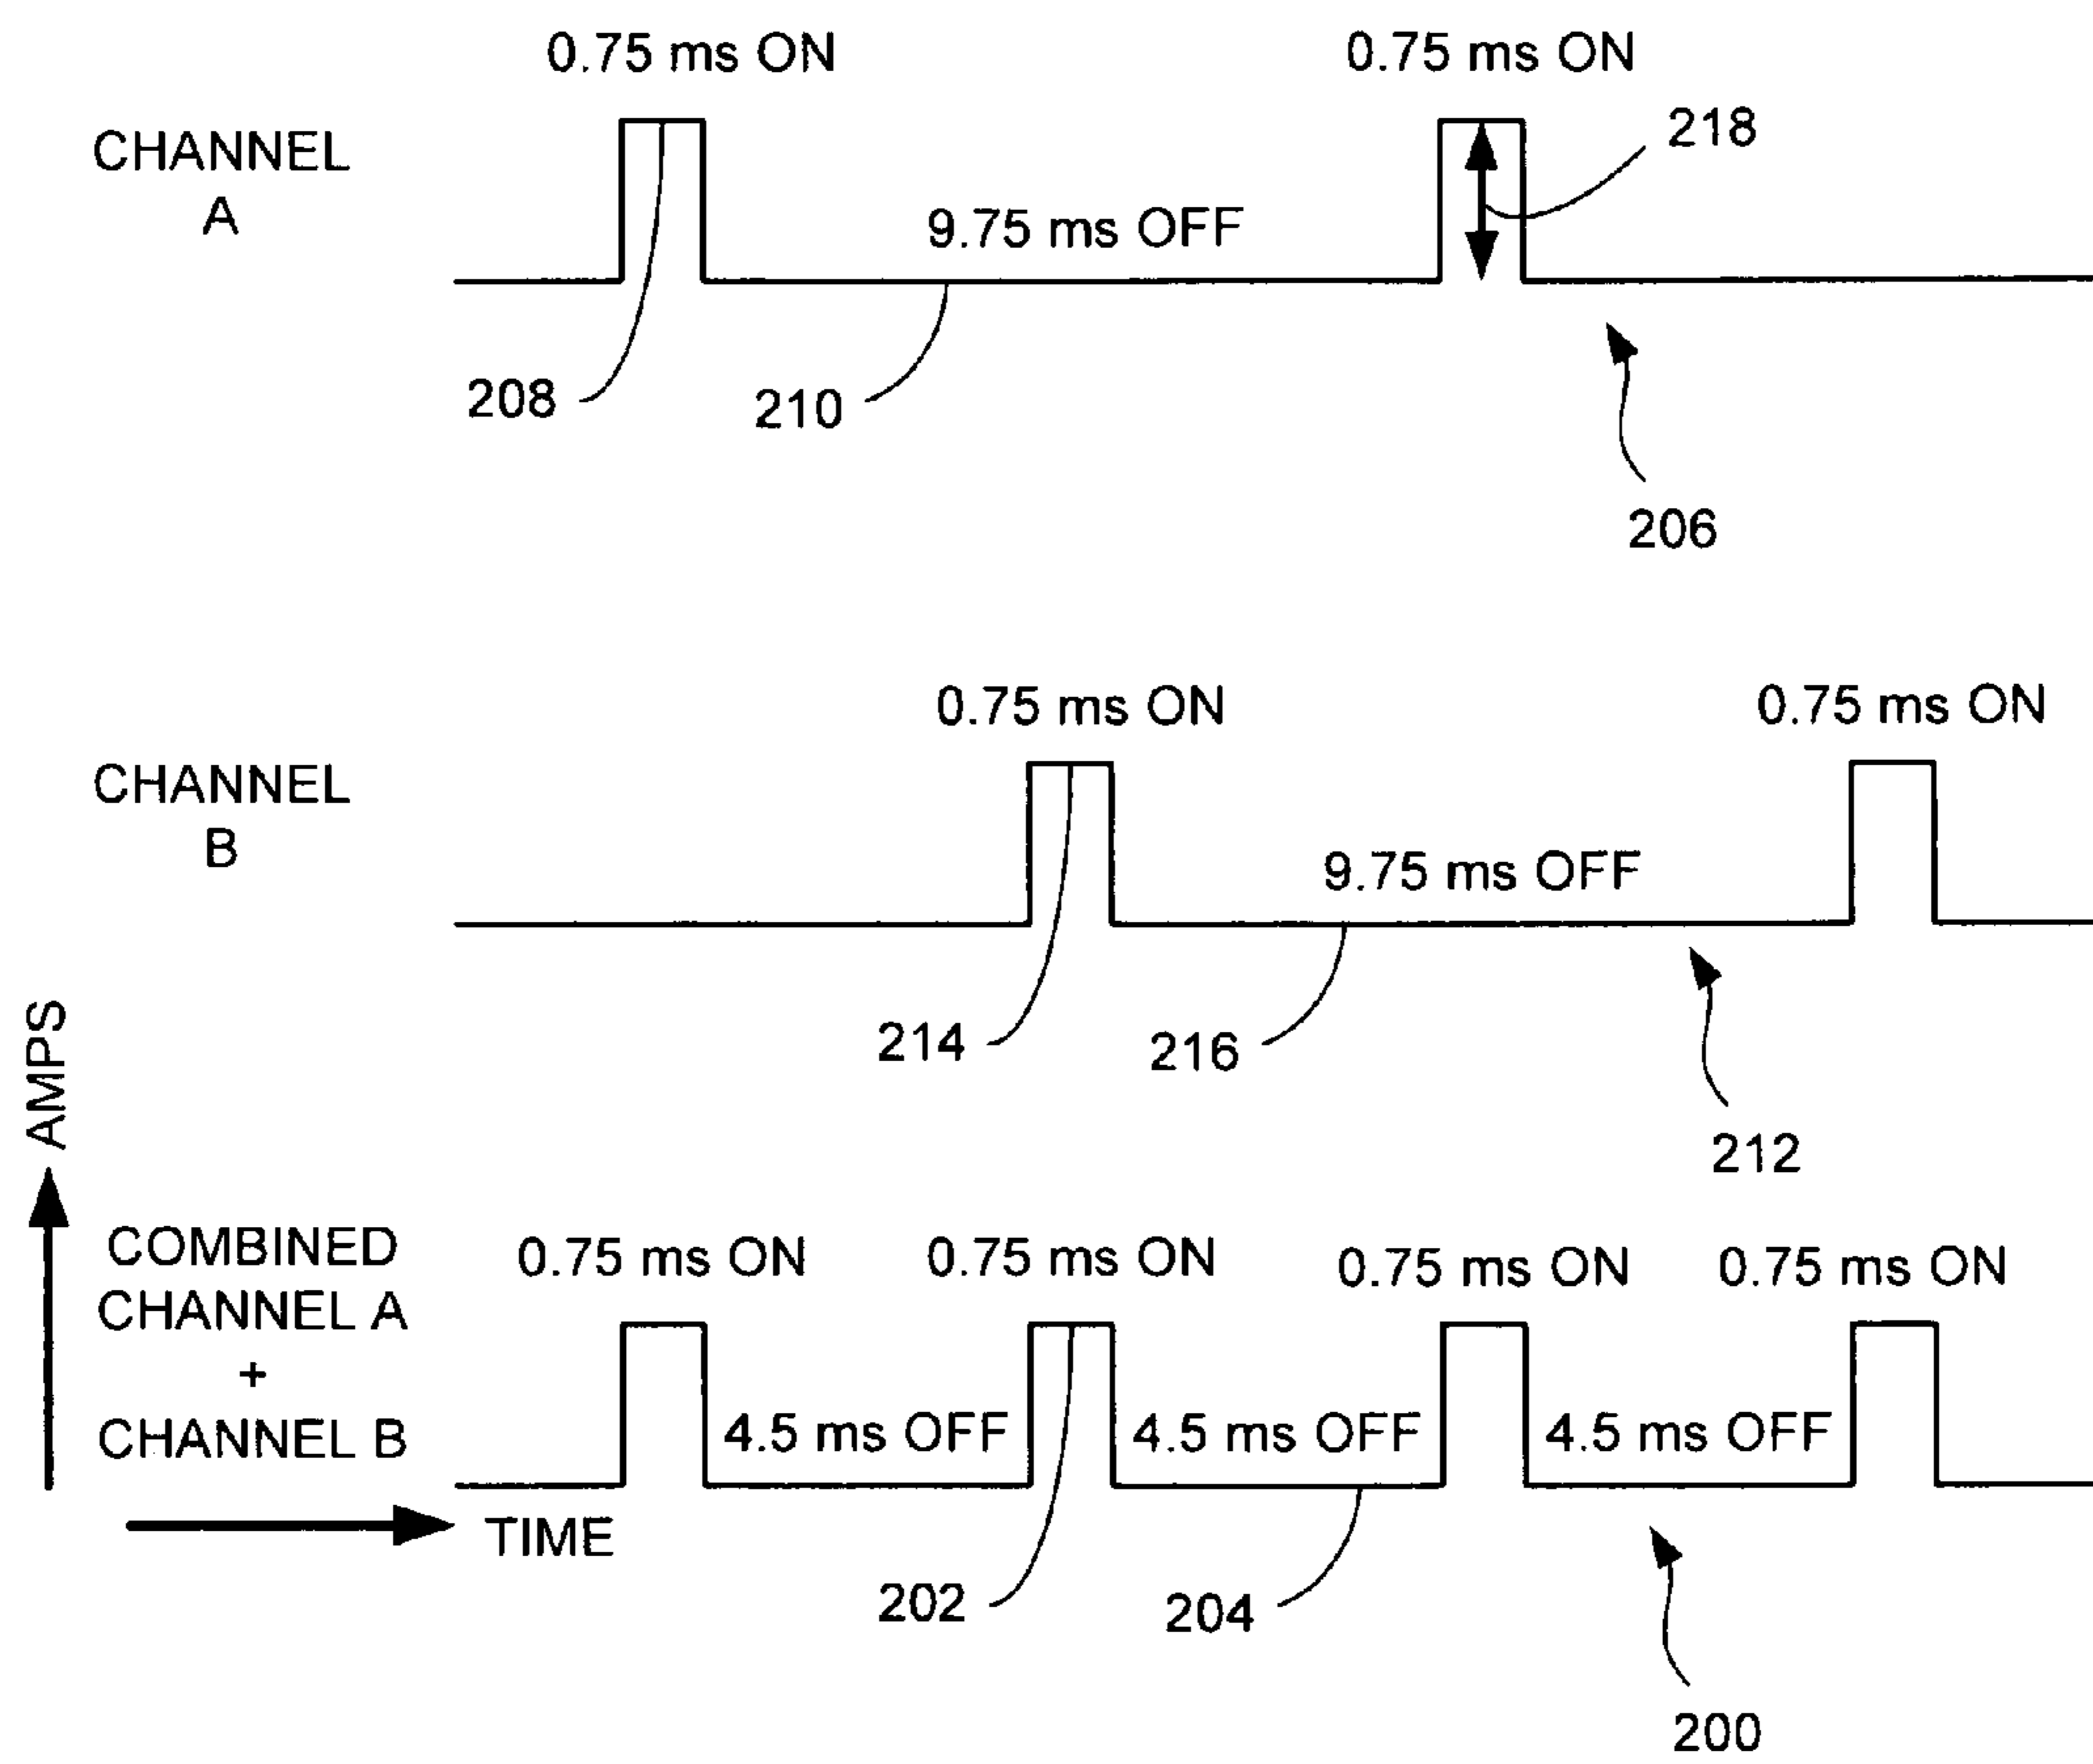 0.75 ms ON
0.75 ms ON
218
CHANNEL
A
9.75 ms OFF
208
210
206
0.75 ms ON
0.75 ms ON
CHANNEL
B
9.75 ms OFF
214
216
212
AMPS
COMBINED
CHANNEL A
+
CHANNEL B
0.75 ms ON
0.75 ms ON
0.75 ms ON
0.75 ms ON
4.5 ms OFF
4.5 ms OFF
4.5 ms OFF
TIME
202
204
200